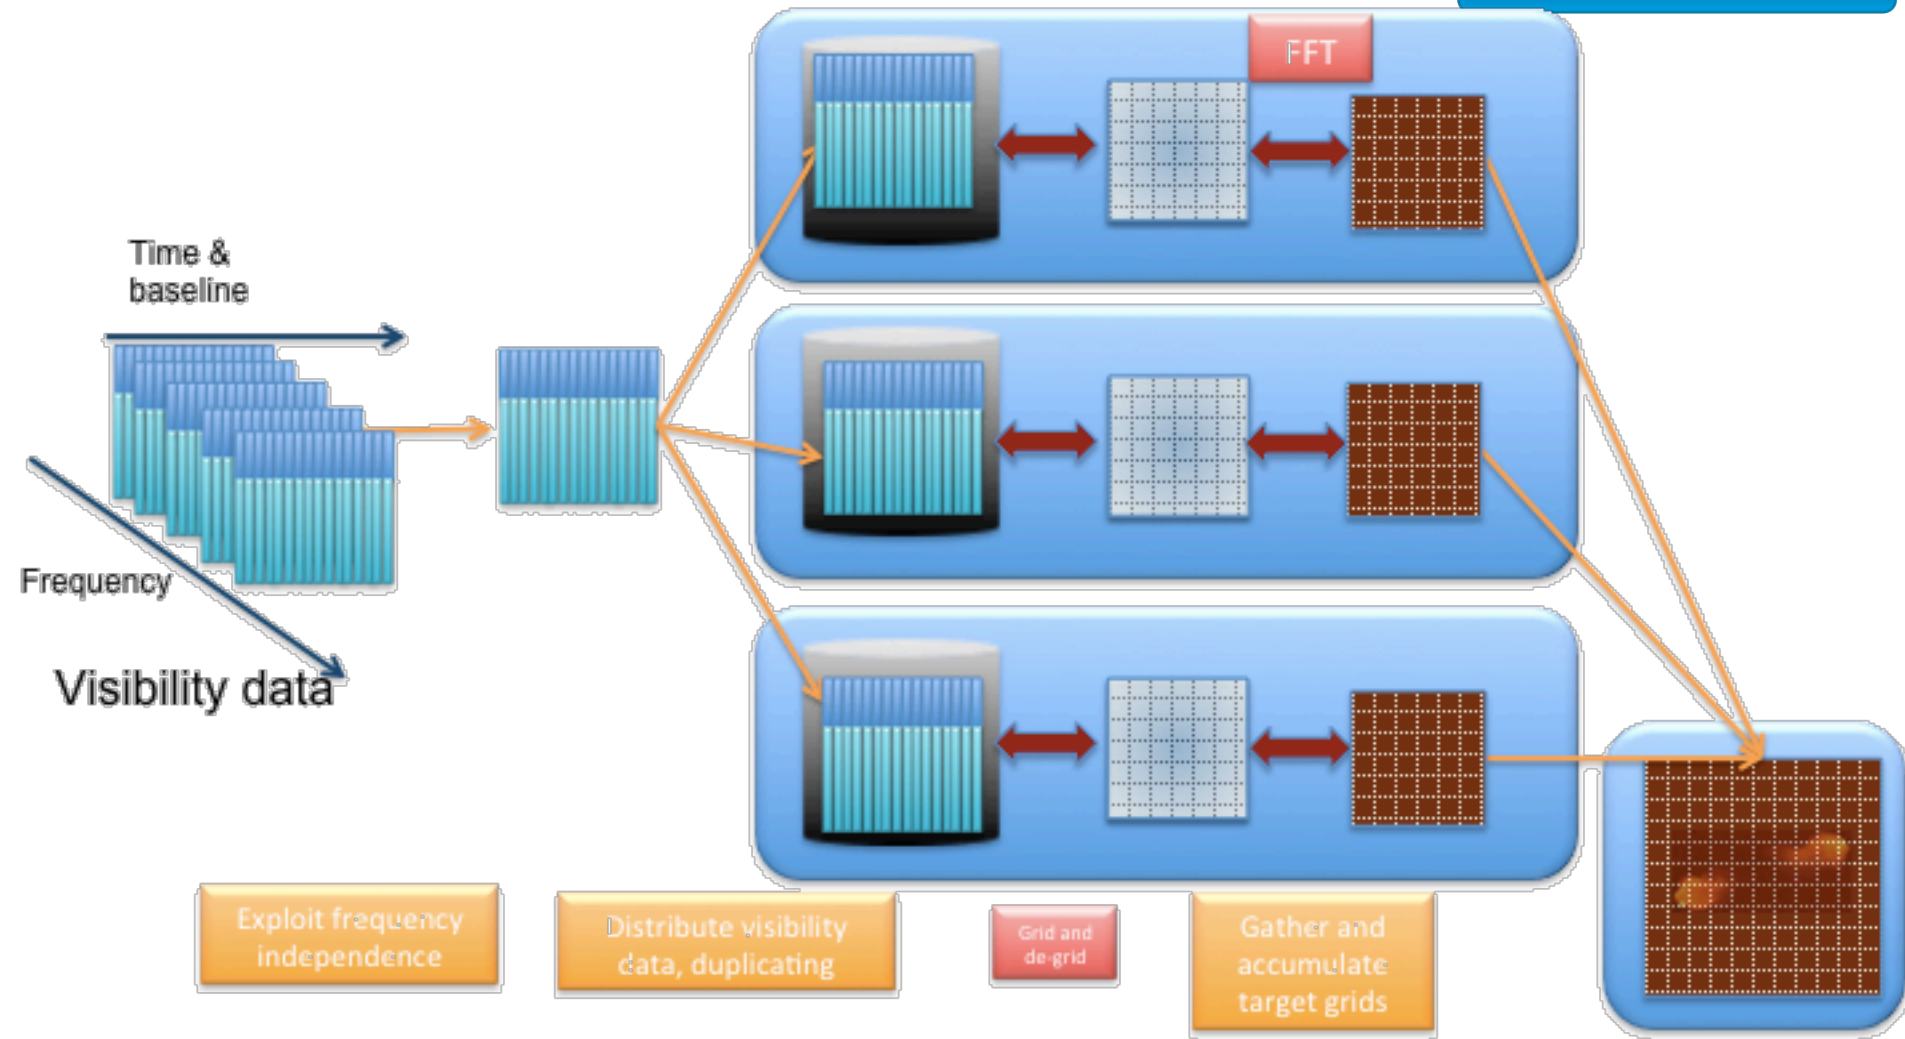 FFT
Time &
baseline
Frequency
Visibility data
Exploit frequency
independence
Distribute visibility
data, duplicating
Grid and
de-grid
Gather and
accumulate
target grids